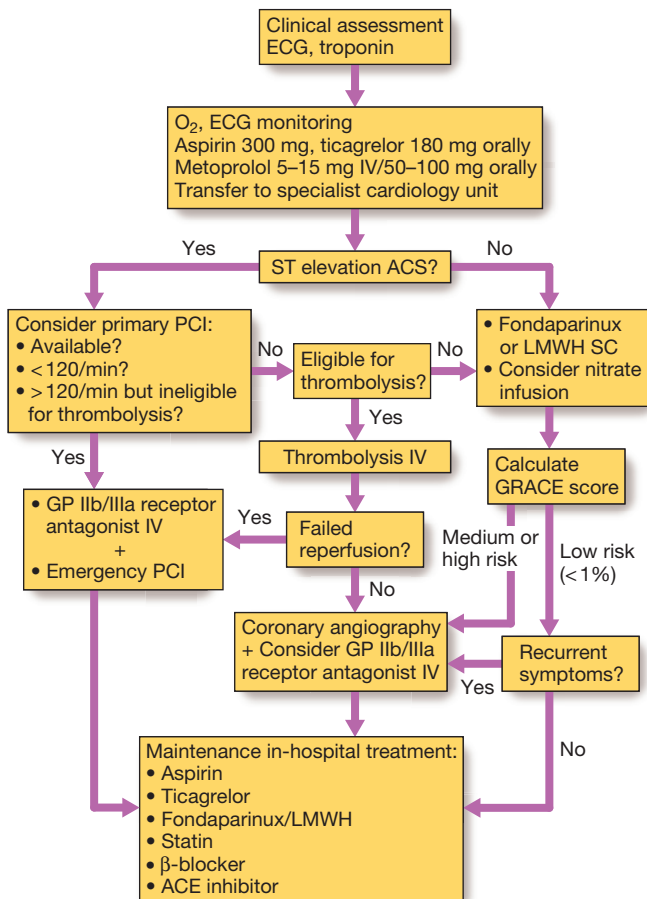 Clinical assessment
ECG, troponin
O₂, ECG monitoring
Aspirin 300 mg, ticagrelor 180 mg orally
Metoprolol 5–15 mg IV/50–100 mg orally
Transfer to specialist cardiology unit
Yes
ST elevation ACS?
No
Consider primary PCI:
• Available?
• <120/min?
• >120/min but ineligible
for thrombolysis?
No
Eligible for
thrombolysis?
No
• Fondaparinux
or LMWH SC
• Consider nitrate
infusion
Yes
Yes
Thrombolysis IV
Calculate
GRACE score
• GP IIb/IIIa receptor
antagonist IV
+
• Emergency PCI
Yes
Failed
reperfusion?
Medium or
high risk
Low risk
(<1%)
No
Coronary angiography
+ Consider GP IIb/IIIa
receptor antagonist IV
Yes
Recurrent
symptoms?
No
Maintenance in-hospital treatment:
• Aspirin
• Ticagrelor
• Fondaparinux/LMWH
• Statin
• β-blocker
• ACE inhibitor